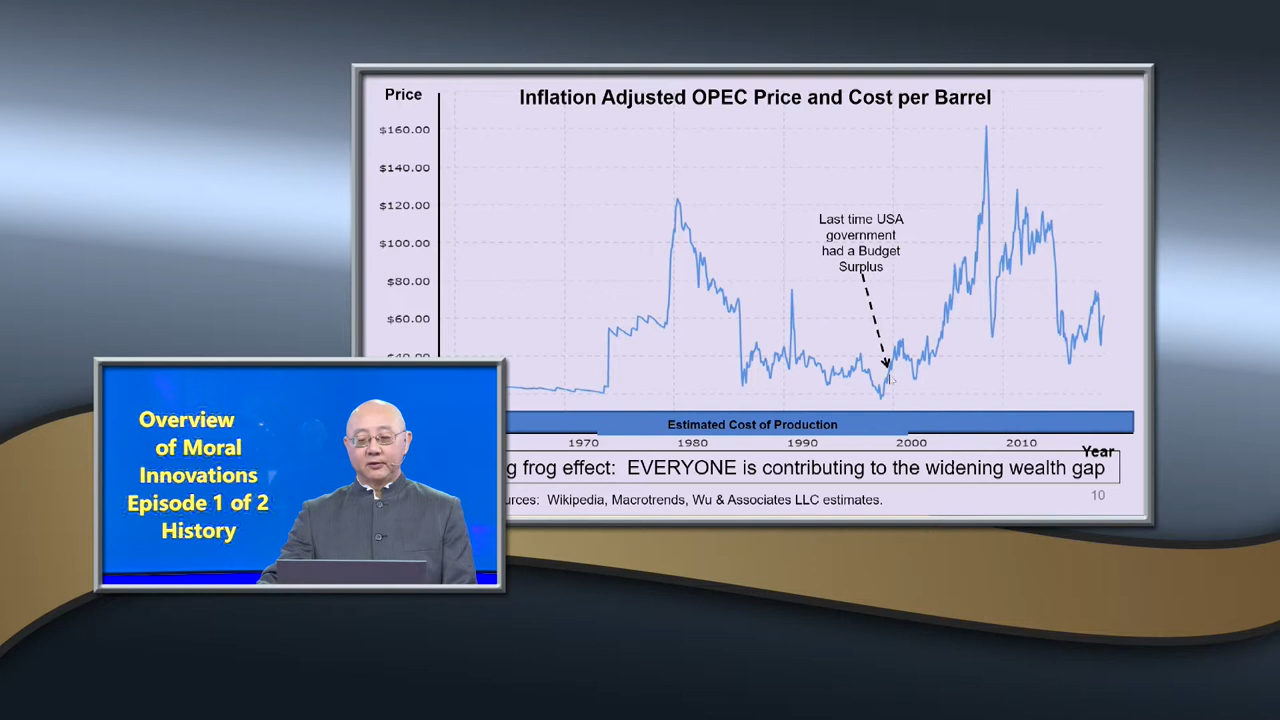 Inflation Adjusted OPEC Price and Cost per Barrel
Price
$160.00
$140.00
$120.00
$100.00
$80.00
$60.00
$40.00
Last time USA
government
had a Budget
Surplus
Estimated Cost of Production
1970 1980 1990 2000 2010
Year
g frog effect: EVERYONE is contributing to the widening wealth gap
urces: Wikipedia, Macrotrends, Wu & Associates LLC estimates.
10
Overview
of Moral
Innovations
Episode 1 of 2
History